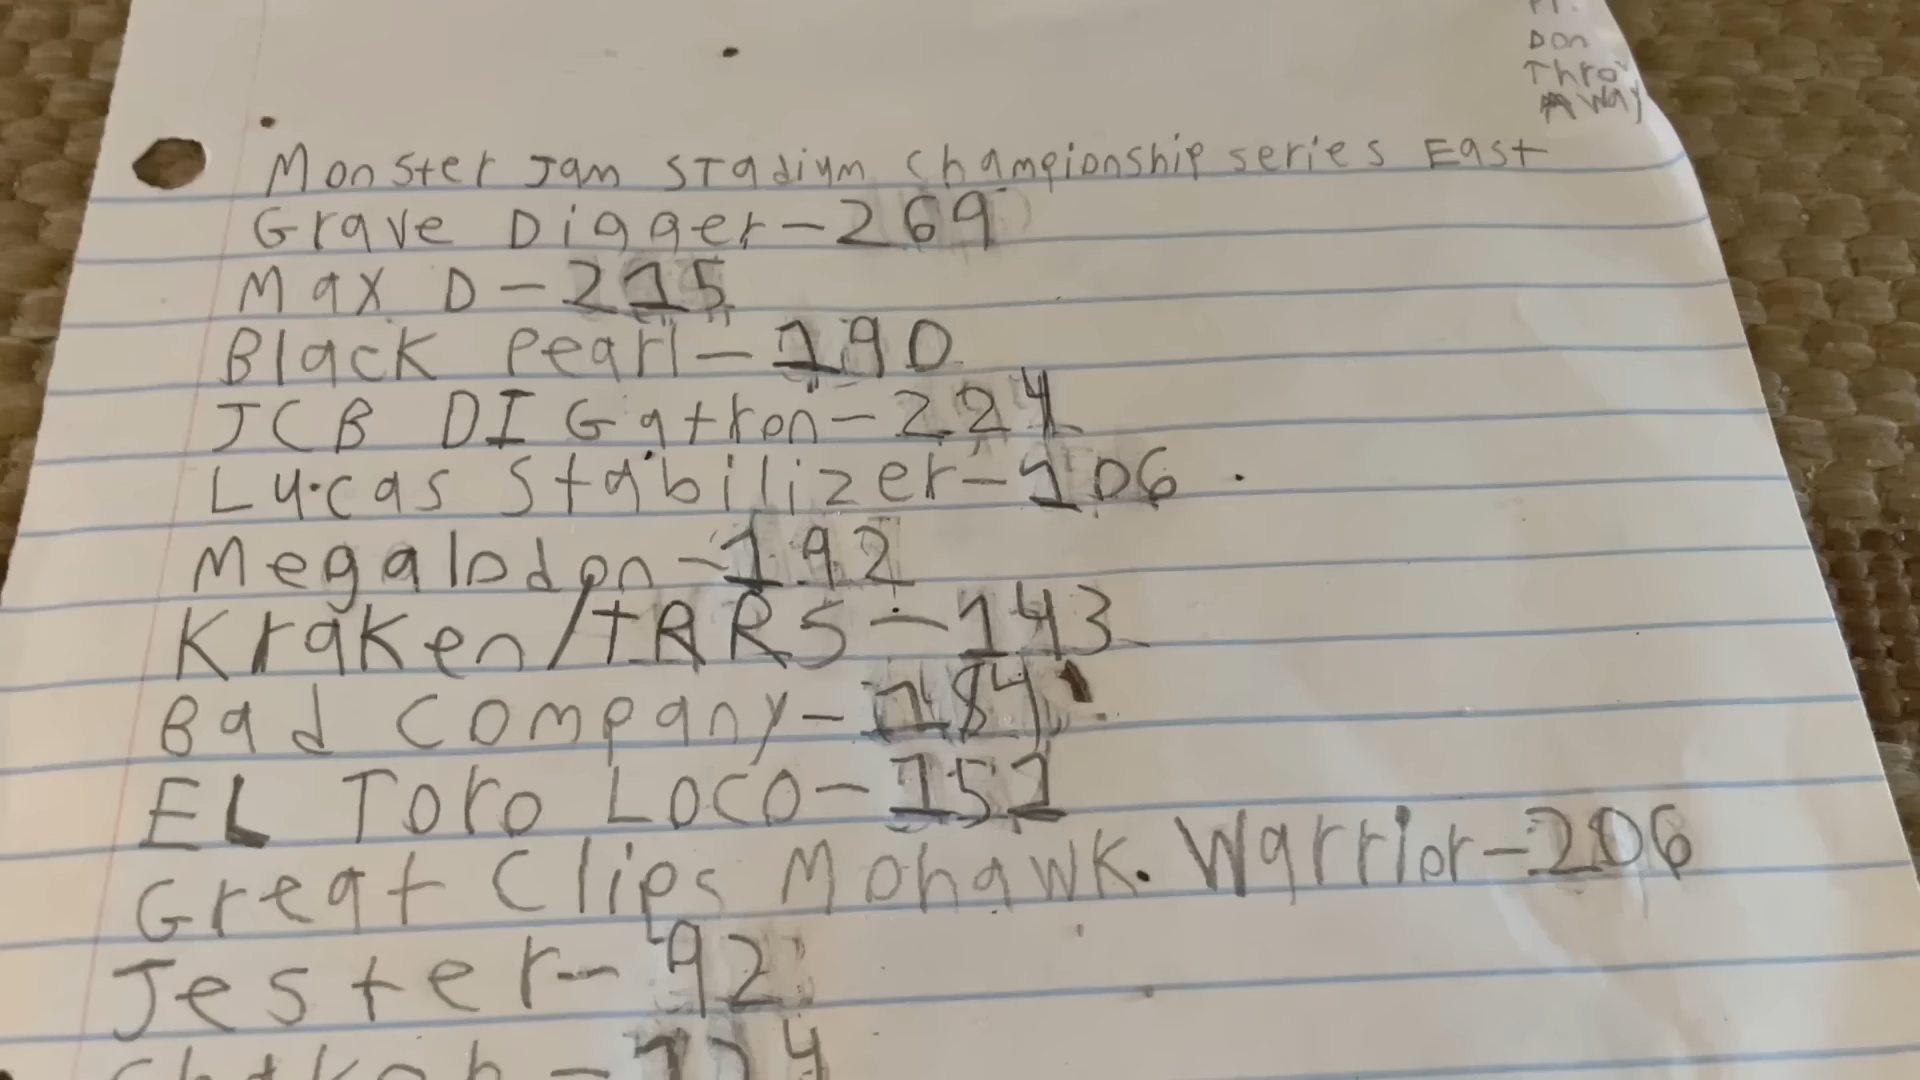 Don
Thro
Away
Monster Jam Stadium Championship series East
Grave Digger-269
Max D-215
Black Pearl-190
JCB DIGatron-224
Lucas Stabilizer-106
Megalodon-192
Kraken/TRRS-143
Bad Company-184
EL Toro Loco-151
Great Clips Mohawk Warrior-206
Jester-92